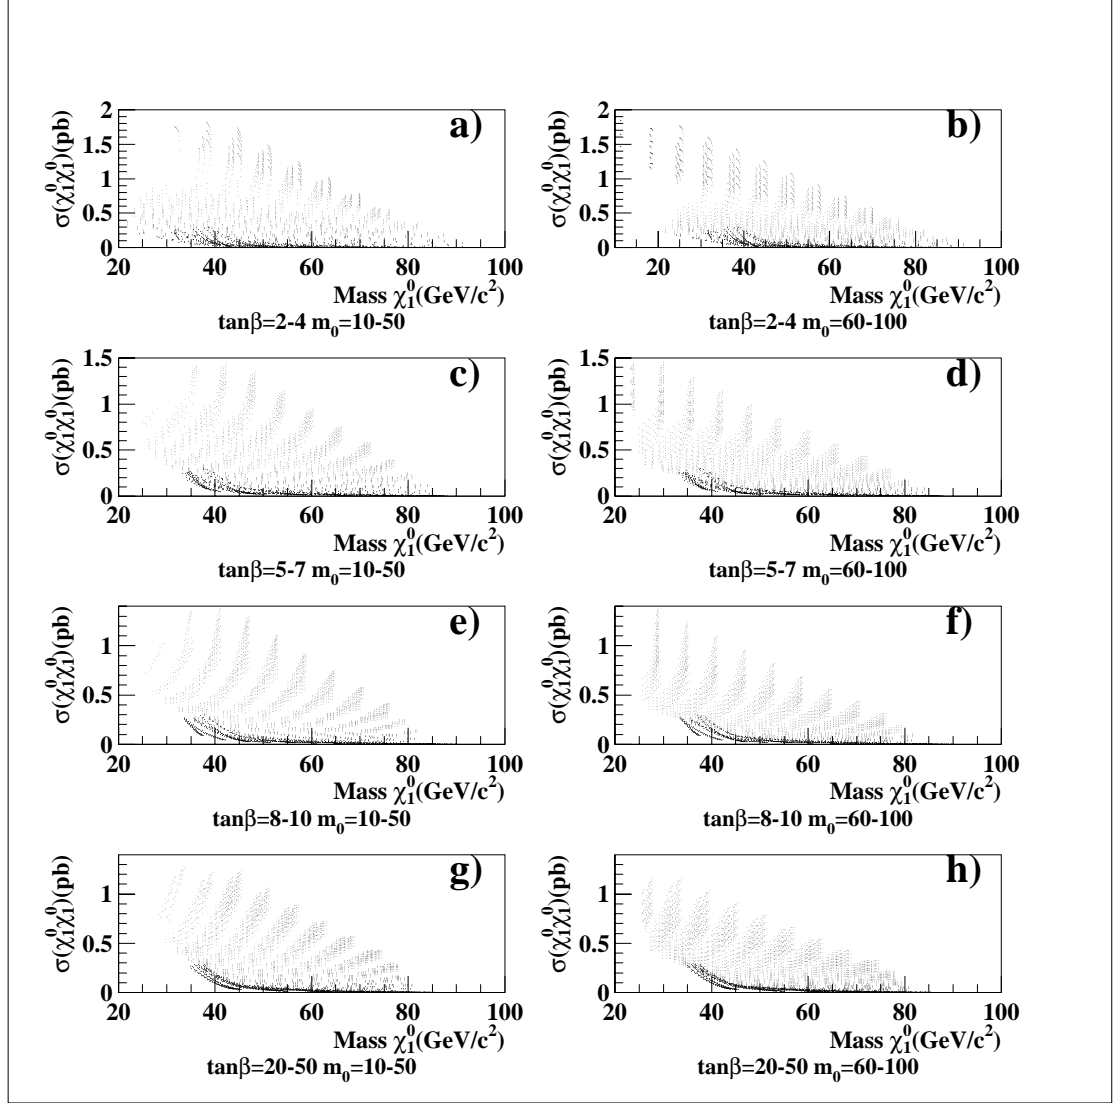 a)
σ(χ₁⁰χ₁⁰)(pb)
2
1.5
1
0.5
0
20 40 60 80 100
Mass χ₁⁰(GeV/c²)
tanβ=2-4 m₀=10-50
b)
σ(χ₁⁰χ₁⁰)(pb)
2
1.5
1
0.5
0
20 40 60 80 100
Mass χ₁⁰(GeV/c²)
tanβ=2-4 m₀=60-100
c)
σ(χ₁⁰χ₁⁰)(pb)
1.5
1
0.5
0
20 40 60 80 100
Mass χ₁⁰(GeV/c²)
tanβ=5-7 m₀=10-50
d)
σ(χ₁⁰χ₁⁰)(pb)
1.5
1
0.5
0
20 40 60 80 100
Mass χ₁⁰(GeV/c²)
tanβ=5-7 m₀=60-100
e)
σ(χ₁⁰χ₁⁰)(pb)
1
0.5
0
20 40 60 80 100
Mass χ₁⁰(GeV/c²)
tanβ=8-10 m₀=10-50
f)
σ(χ₁⁰χ₁⁰)(pb)
1
0.5
0
20 40 60 80 100
Mass χ₁⁰(GeV/c²)
tanβ=8-10 m₀=60-100
g)
σ(χ₁⁰χ₁⁰)(pb)
1
0.5
0
20 40 60 80 100
Mass χ₁⁰(GeV/c²)
tanβ=20-50 m₀=10-50
h)
σ(χ₁⁰χ₁⁰)(pb)
1
0.5
0
20 40 60 80 100
Mass χ₁⁰(GeV/c²)
tanβ=20-50 m₀=60-100